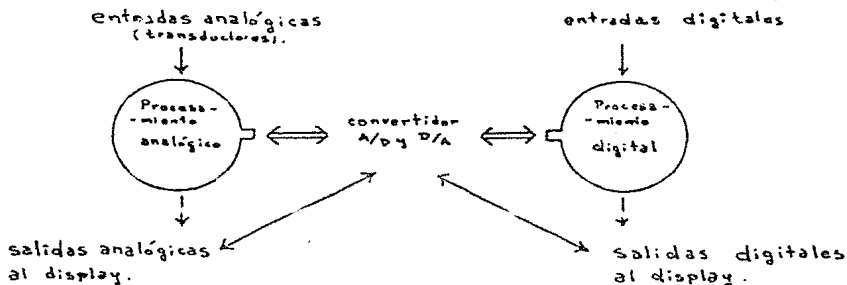 entradas analógicas
(transductores).
entradas digitales
Procesa-
-miento
analógico
convertidor
A/D y D/A
Procesa-
-miento
digital
salidas analógicas
al display.
salidas digitales
al display.